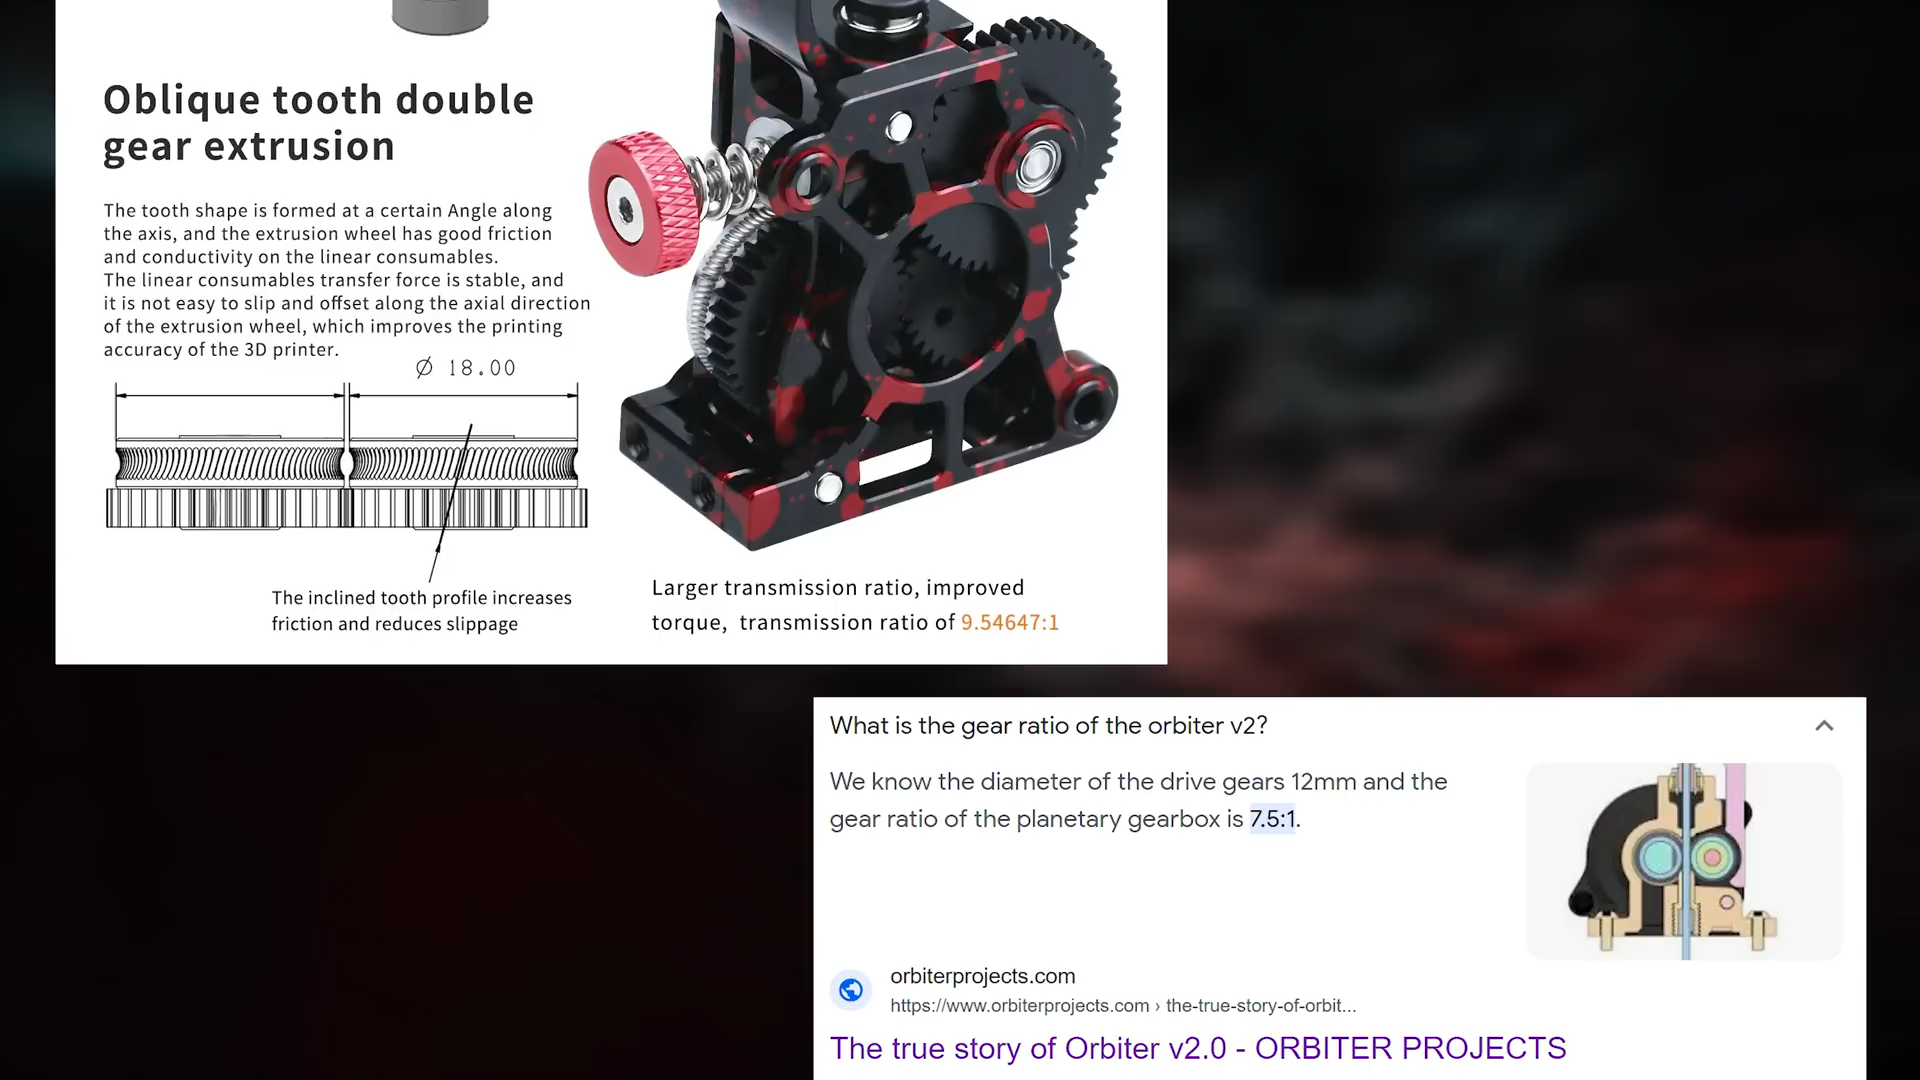 Oblique tooth double
gear extrusion
The tooth shape is formed at a certain Angle along
the axis, and the extrusion wheel has good friction
and conductivity on the linear consumables.
The linear consumables transfer force is stable, and
it is not easy to slip and offset along the axial direction
of the extrusion wheel, which improves the printing
accuracy of the 3D printer.
Ø 18.00
The inclined tooth profile increases
friction and reduces slippage
Larger transmission ratio, improved
torque, transmission ratio of 9.54647:1
What is the gear ratio of the orbiter v2?
We know the diameter of the drive gears 12mm and the
gear ratio of the planetary gearbox is 7.5:1.
orbiterprojects.com
https://www.orbiterprojects.com › the-true-story-of-orbit...
The true story of Orbiter v2.0 - ORBITER PROJECTS